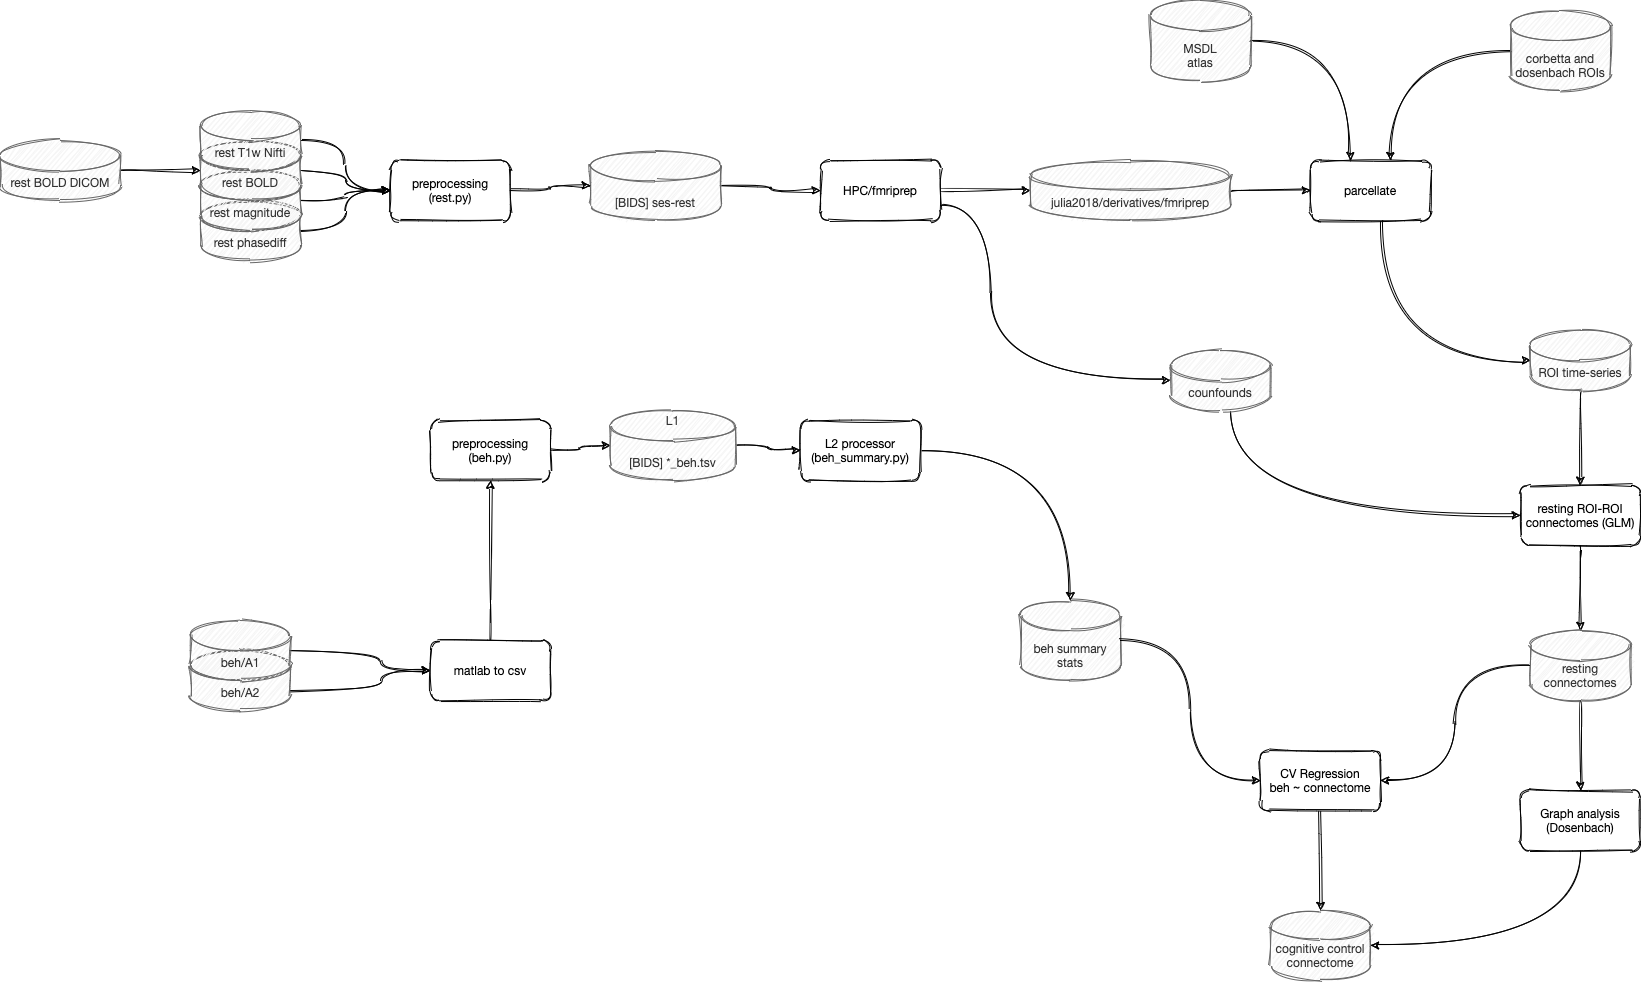 MSDL
atlas
corbetta and
dosenbach ROIs
rest T1w Nifti
rest BOLD DICOM
rest BOLD
rest magnitude
rest phasediff
preprocessing
(rest.py)
[BIDS] ses-rest
HPC/fmriprep
julia2018/derivatives/fmriprep
parcellate
ROI time-series
counfounds
preprocessing
(beh.py)
L1
[BIDS] *_beh.tsv
L2 processor
(beh_summary.py)
resting ROI-ROI
connectomes (GLM)
beh/A1
beh/A2
matlab to csv
beh summary
stats
resting
connectomes
CV Regression
beh ~ connectome
Graph analysis
(Dosenbach)
cognitive control
connectome